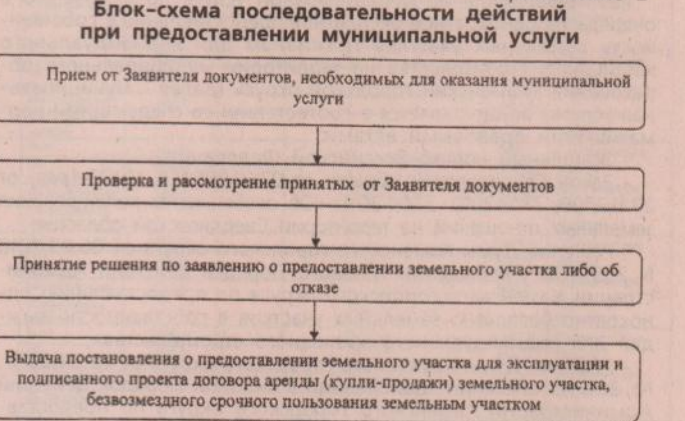 Блок-схема последовательности действий
при предоставлении муниципальной услуги
Прием от Заявителя документов, необходимых для оказания муниципальной
услуги
Проверка и рассмотрение принятых от Заявителя документов
Принятие решения по заявлению о предоставлении земельного участка либо об
отказе
Выдача постановления о предоставлении земельного участка для эксплуатации и
подписанного проекта договора аренды (купли-продажи) земельного участка,
безвозмездного срочного пользования земельным участком